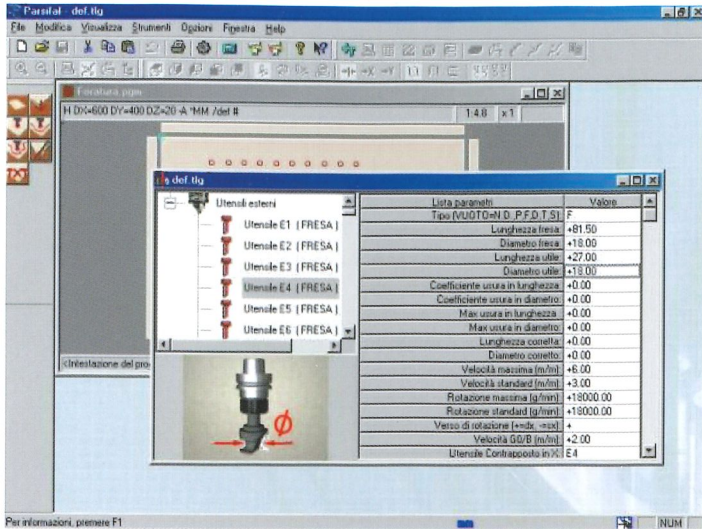 Parsifal - def.tlg
File Modifica Visualizza Strumenti Opzioni Finestra Help
Foratura.pgm
H DX=600 DY=400 DZ=20 -A *MM /def #
1:4.8 x1
TXT
def.tlg
Utensili esterni
Utensile E1 ( FRESA )
Utensile E2 ( FRESA )
Utensile E3 ( FRESA )
Utensile E4 ( FRESA )
Utensile E5 ( FRESA )
Utensile E6 ( FRESA )
Lista parametri Valore
Tipo (VUOTO=N,D,,P,F,D,T,S): F
Lunghezza fresa: +81.50
Diametro fresa: +18.00
Lunghezza utile: +27.00
Diametro utile: +18.00
Coefficiente usura in lunghezza: +0.00
Coefficiente usura in diametro: +0.00
Max usura in lunghezza: +0.00
Max usura in diametro: +0.00
Lunghezza corretta: +0.00
Diametro corretto: +0.00
Velocità massima (m/m): +6.00
Velocità standard (m/m): +3.00
Rotazione massima (g/min): +18000.00
Rotazione standard (g/min): +18000.00
Verso di rotazione (+=dx, -=sx): +
Velocità G0/B (m/m): +2.00
Utensile Contrapposto in X: E4
<Intestazione del pro
Φ
Per informazioni, premere F1
NUM